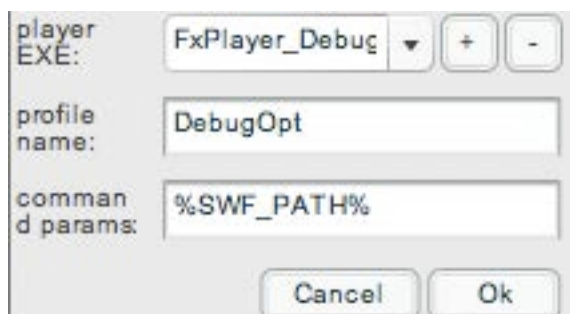 player
EXE:
FxPlayer_Debug
+
-
profile
name:
DebugOpt
comman
d params:
%SWF_PATH%
Cancel
Ok